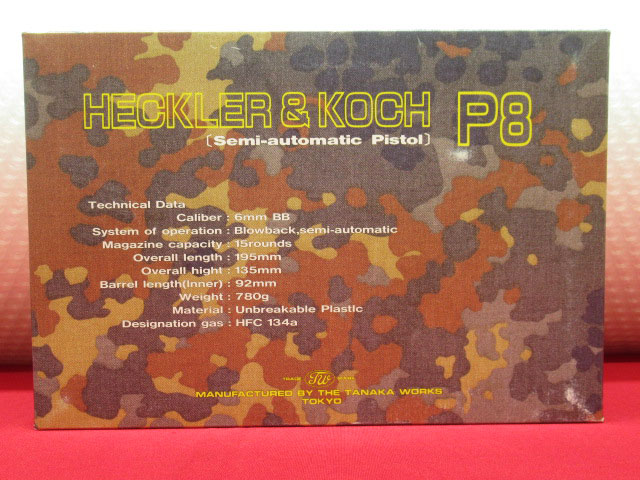 HECKLER & KOCH P8
[Semi-automatic Pistol]
Technical Data
Caliber : 6mm BB
System of operation : Blowback,semi-automatic
Magazine capacity : 15rounds
Overall length : 195mm
Overall hight : 135mm
Barrel length(Inner) : 92mm
Weight : 780g
Material : Unbreakable Plastic
Designation gas : HFC 134a
TRADE TW MARK
MANUFACTURED BY THE TANAKA WORKS
TOKYO